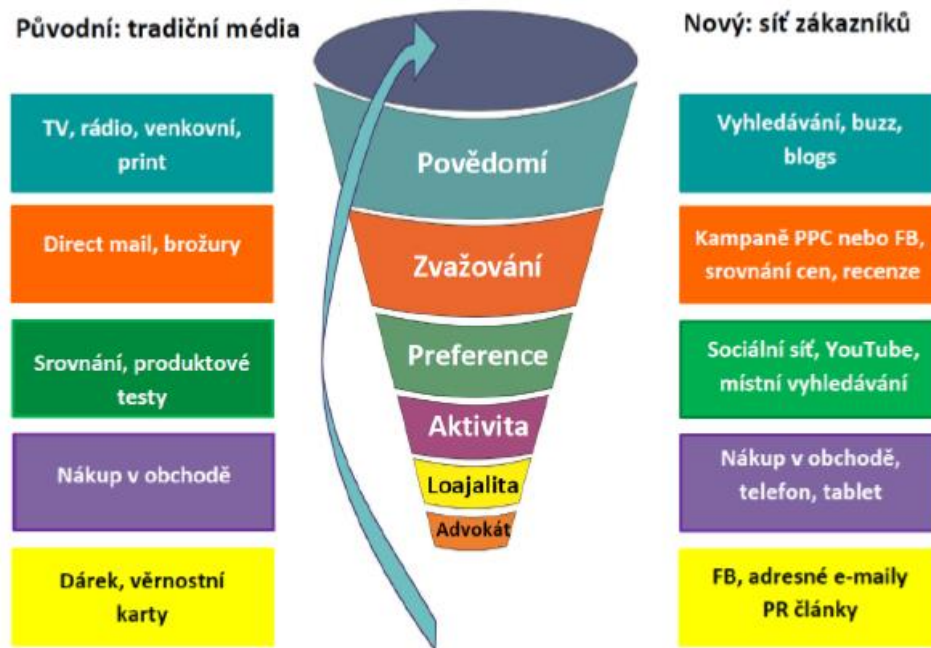 Původní: tradiční média
TV, rádio, venkovní,
print
Direct mail, brožury
Srovnání, produktové
testy
Nákup v obchodě
Dárek, věrnostní
karty
Povědomí
Zvažování
Preference
Aktivita
Loajalita
Advokát
Nový: síť zákazníků
Vyhledávání, buzz,
blogs
Kampaně PPC nebo FB,
srovnání cen, recenze
Sociální síť, YouTube,
místní vyhledávání
Nákup v obchodě,
telefon, tablet
FB, adresné e-maily
PR články